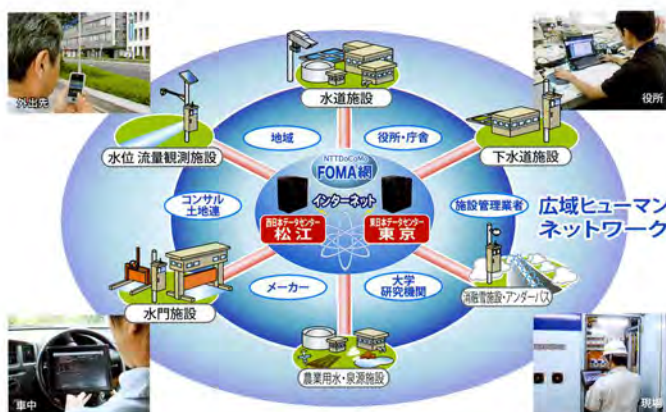 外出先
水道施設
役所
水位 流量観測施設
地域
役所・庁舎
下水道施設
NTTDoCoMo
FOMA網
インターネット
コンサル
土地連
西日本データセンター
松江
東日本データセンター
東京
施設管理業者
広域ヒューマン
ネットワーク
水門施設
メーカー
大学
研究機関
消融雪施設・アンダーパス
農業用水・泉源施設
車中
現場